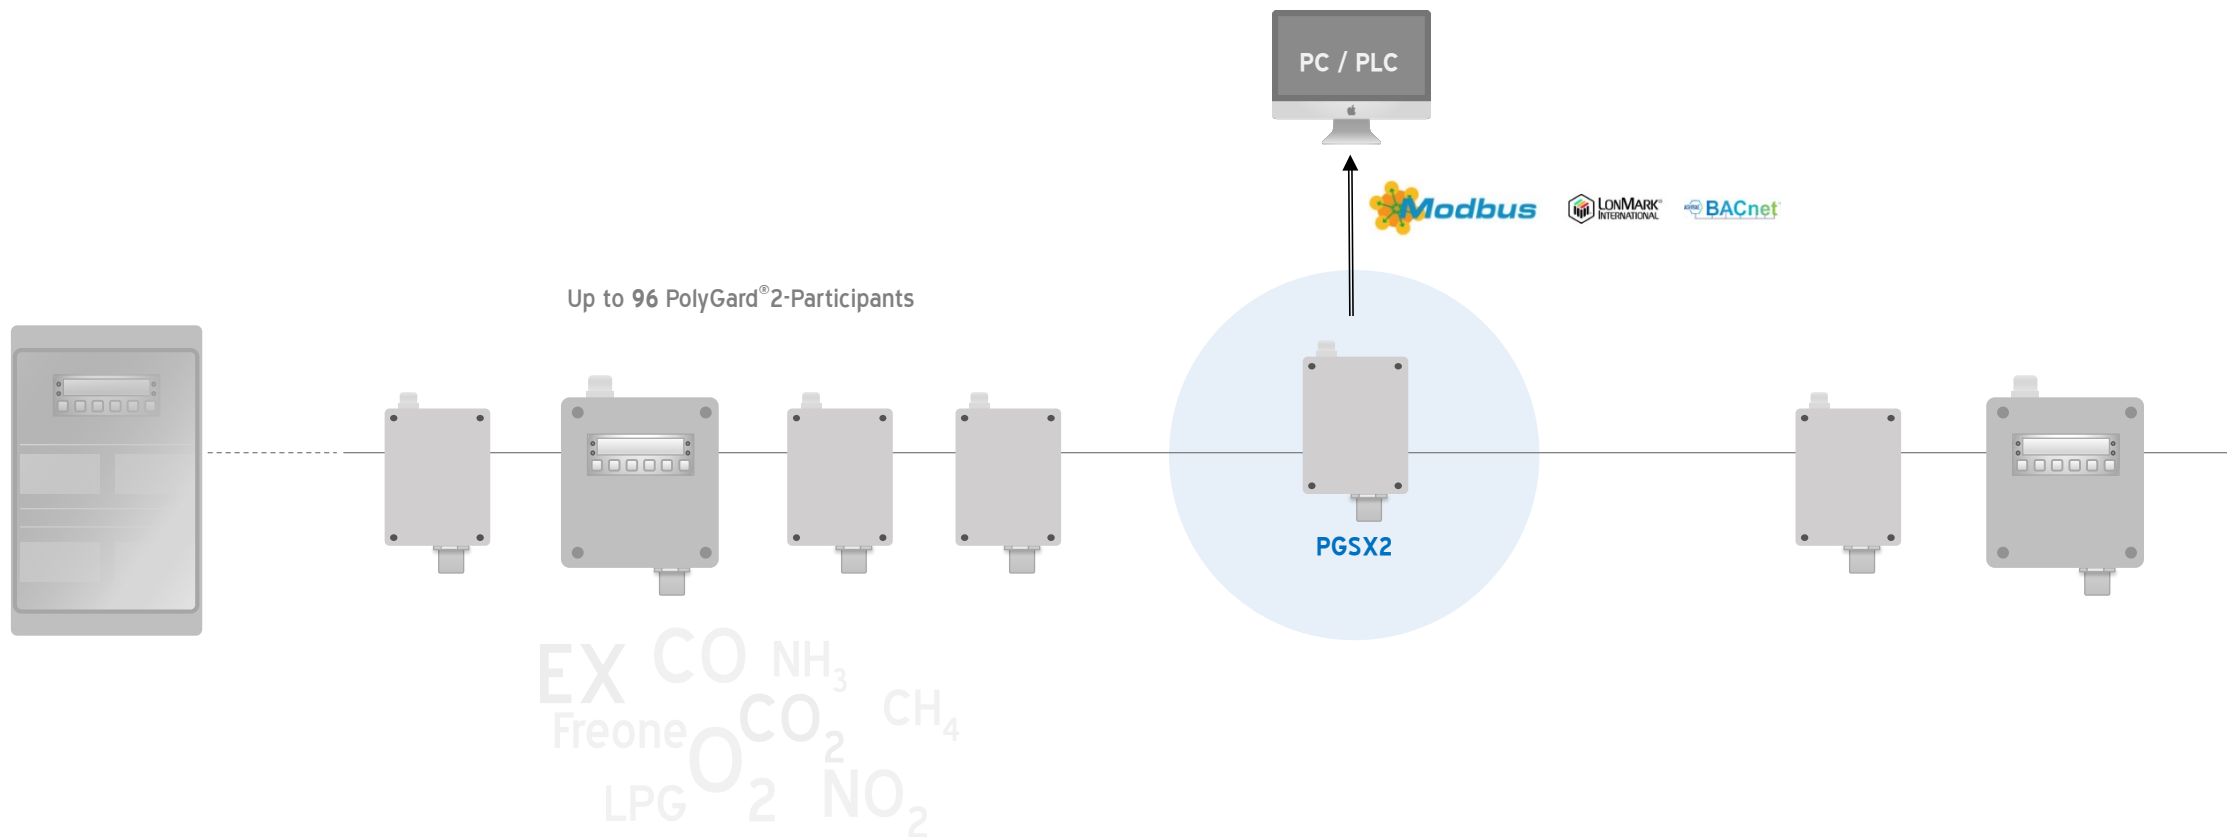 PC / PLC
Modbus
LONMARK®
INTERNATIONAL
BACnet
Up to 96 PolyGard®2-Participants
PGSX2
EX CO NH3
Freone CO2 CH4
O2
LPG NO2